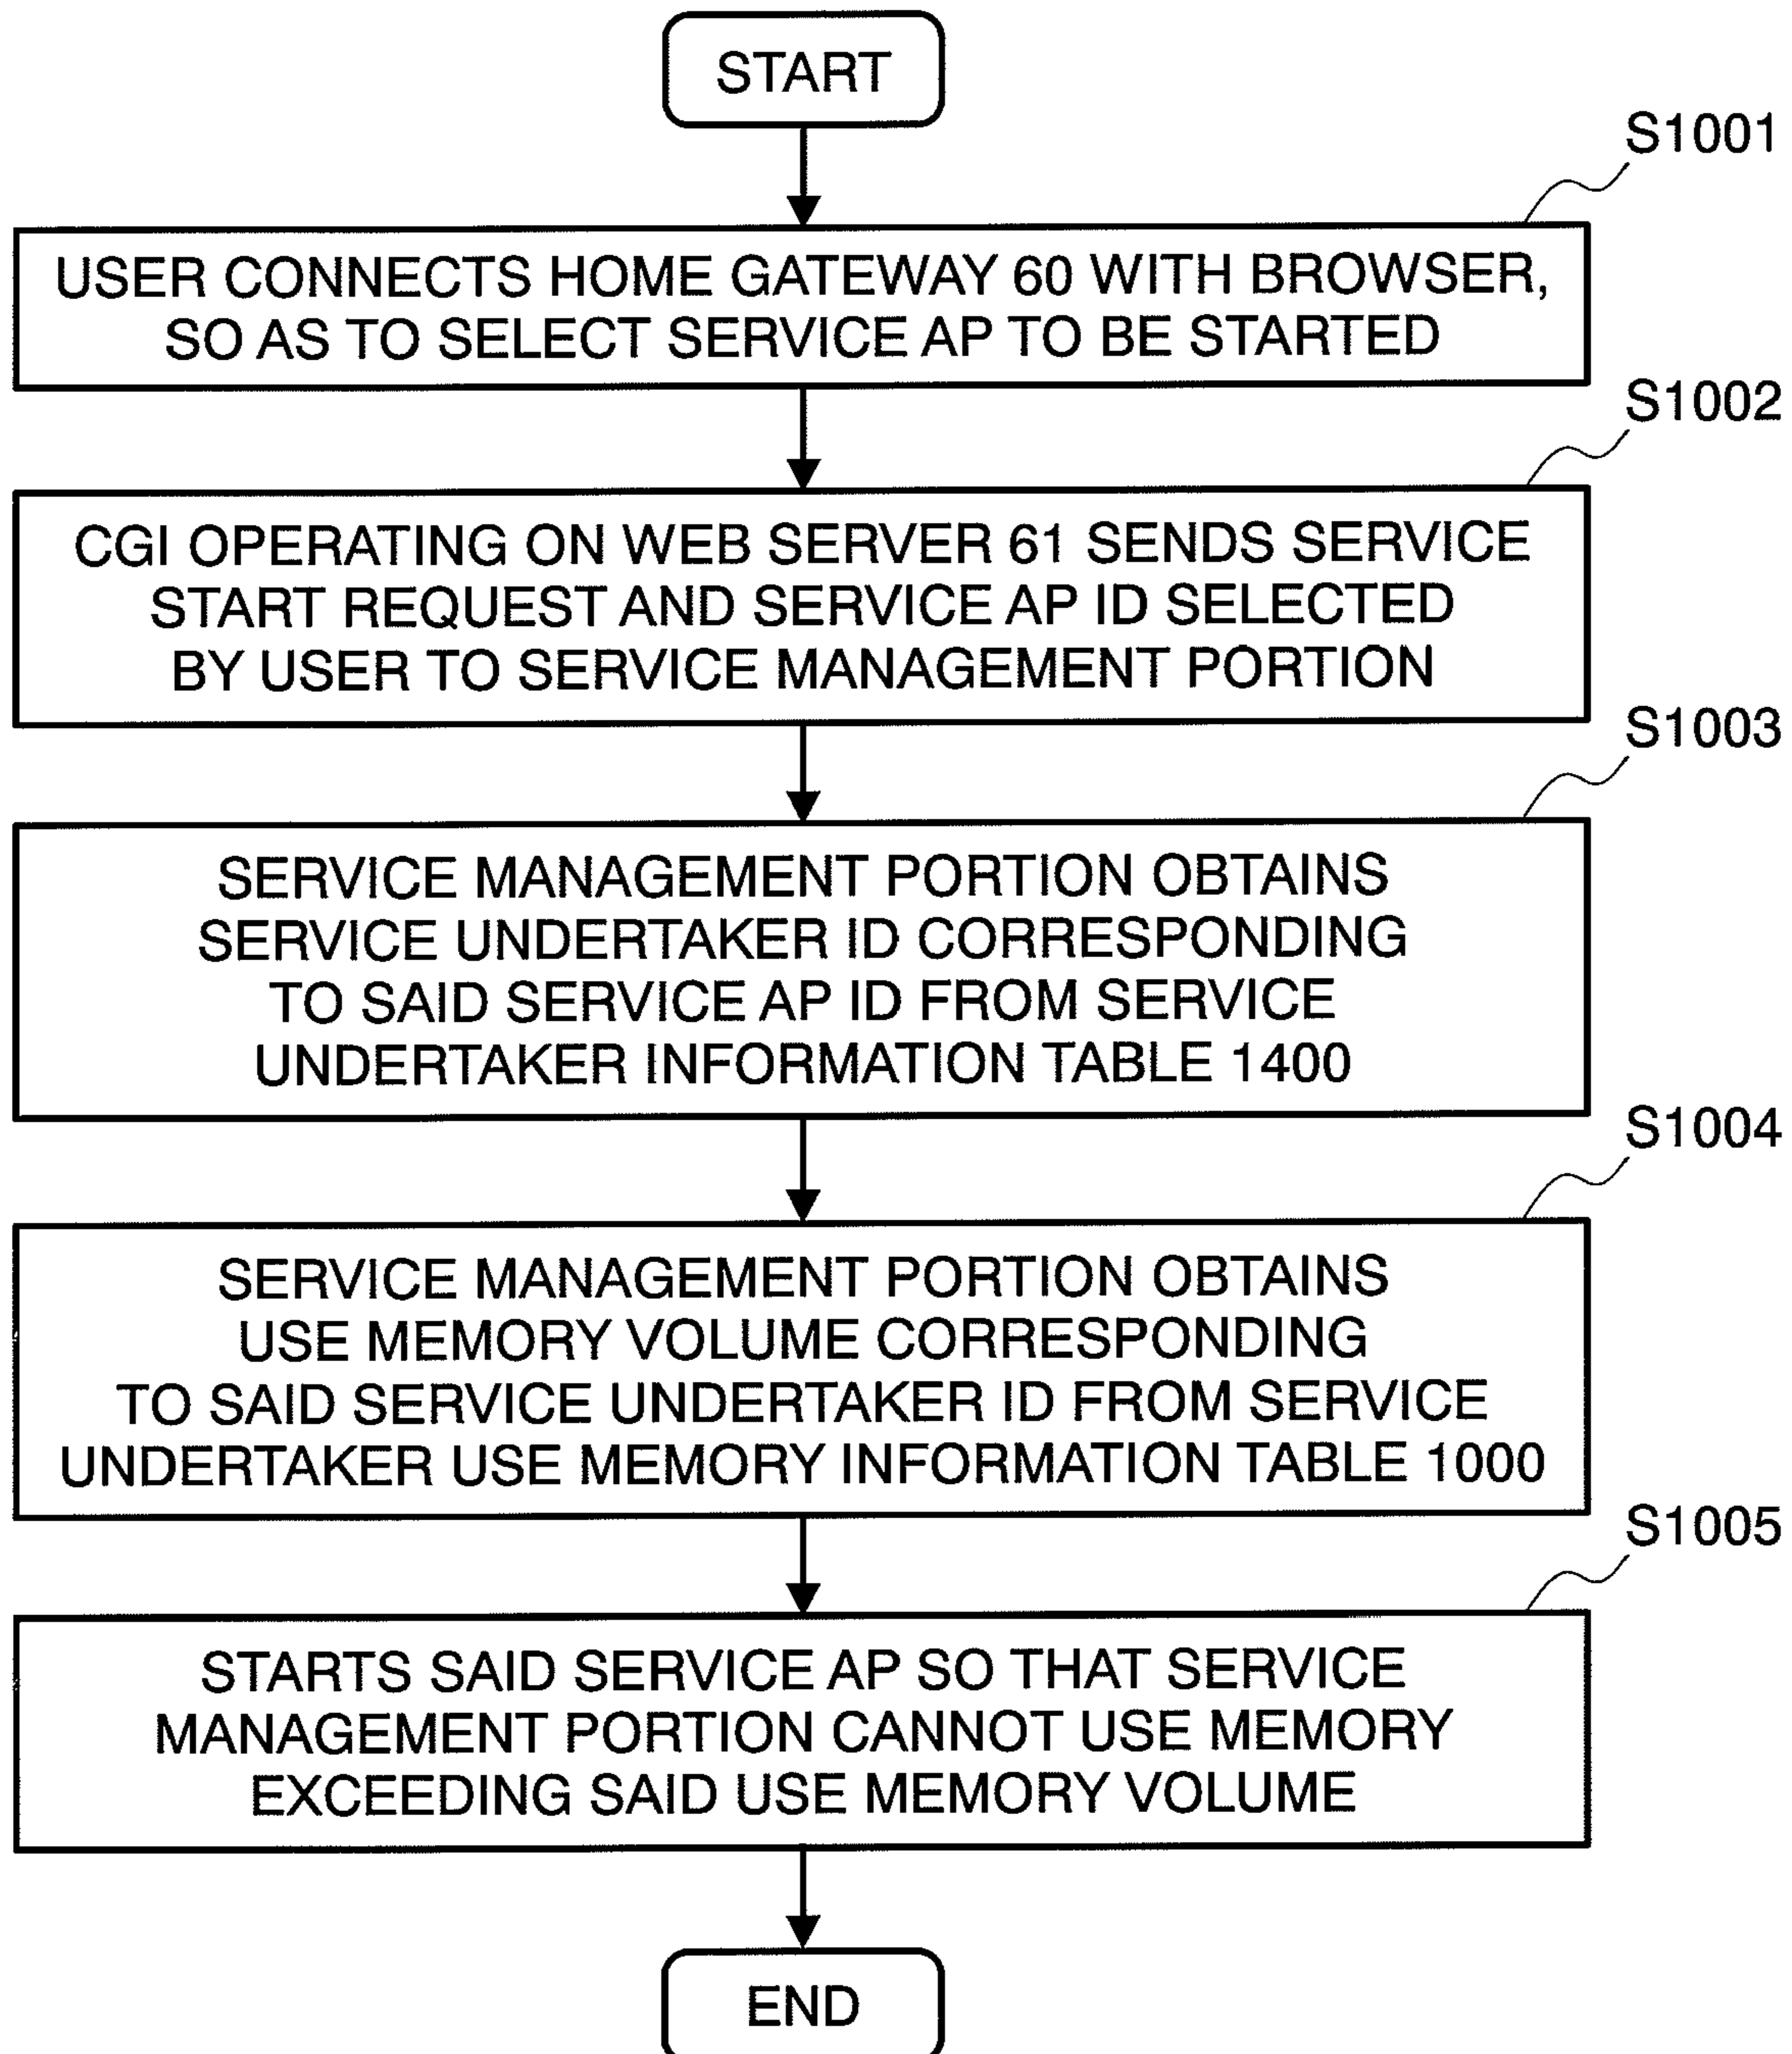 START
S1001
USER CONNECTS HOME GATEWAY 60 WITH BROWSER,
SO AS TO SELECT SERVICE AP TO BE STARTED
S1002
CGI OPERATING ON WEB SERVER 61 SENDS SERVICE
START REQUEST AND SERVICE AP ID SELECTED
BY USER TO SERVICE MANAGEMENT PORTION
S1003
SERVICE MANAGEMENT PORTION OBTAINS
SERVICE UNDERTAKER ID CORRESPONDING
TO SAID SERVICE AP ID FROM SERVICE
UNDERTAKER INFORMATION TABLE 1400
S1004
SERVICE MANAGEMENT PORTION OBTAINS
USE MEMORY VOLUME CORRESPONDING
TO SAID SERVICE UNDERTAKER ID FROM SERVICE
UNDERTAKER USE MEMORY INFORMATION TABLE 1000
S1005
STARTS SAID SERVICE AP SO THAT SERVICE
MANAGEMENT PORTION CANNOT USE MEMORY
EXCEEDING SAID USE MEMORY VOLUME
END